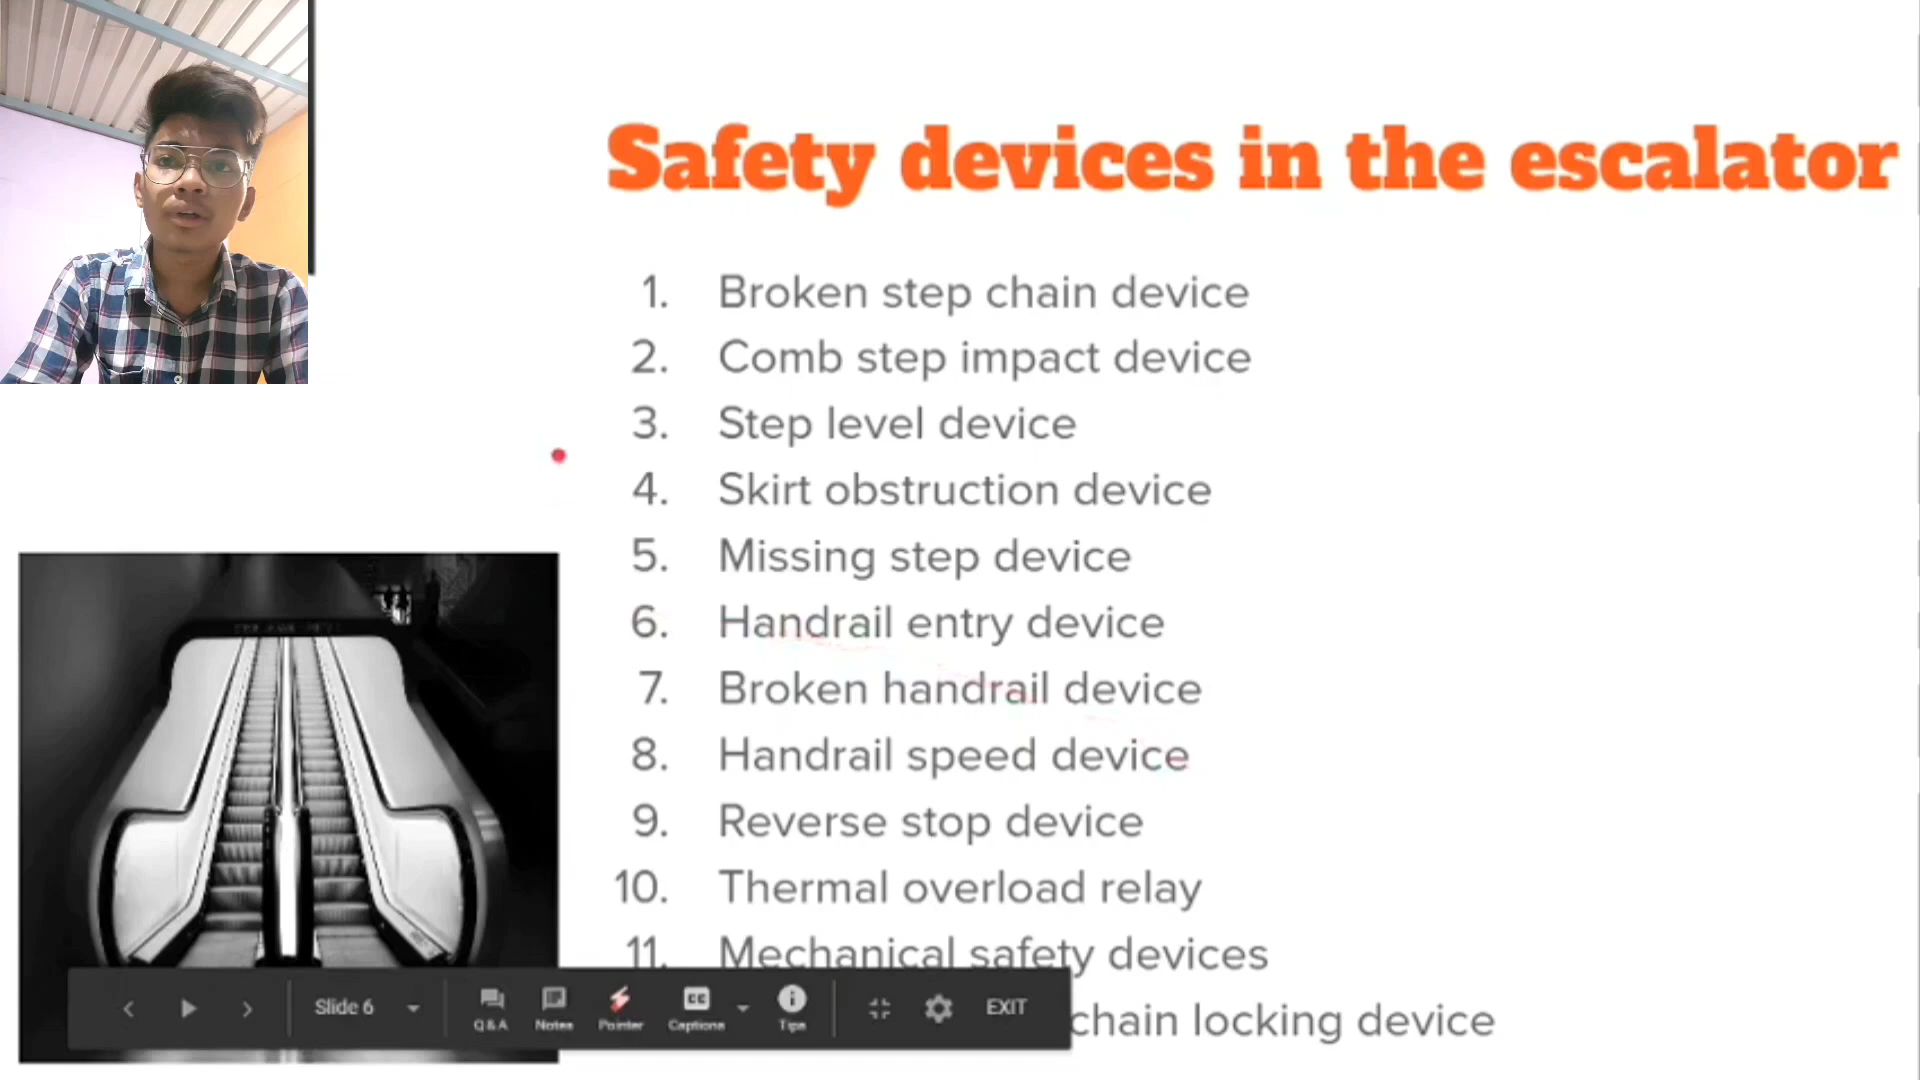 Safety devices in the escalator
1. Broken step chain device
2. Comb step impact device
3. Step level device
4. Skirt obstruction device
5. Missing step device
6. Handrail entry device
7. Broken handrail device
8. Handrail speed device
9. Reverse stop device
10. Thermal overload relay
11. Mechanical safety devices
chain locking device
Slide 6
Q&A Notes Pointer CC Captions Tips EXIT